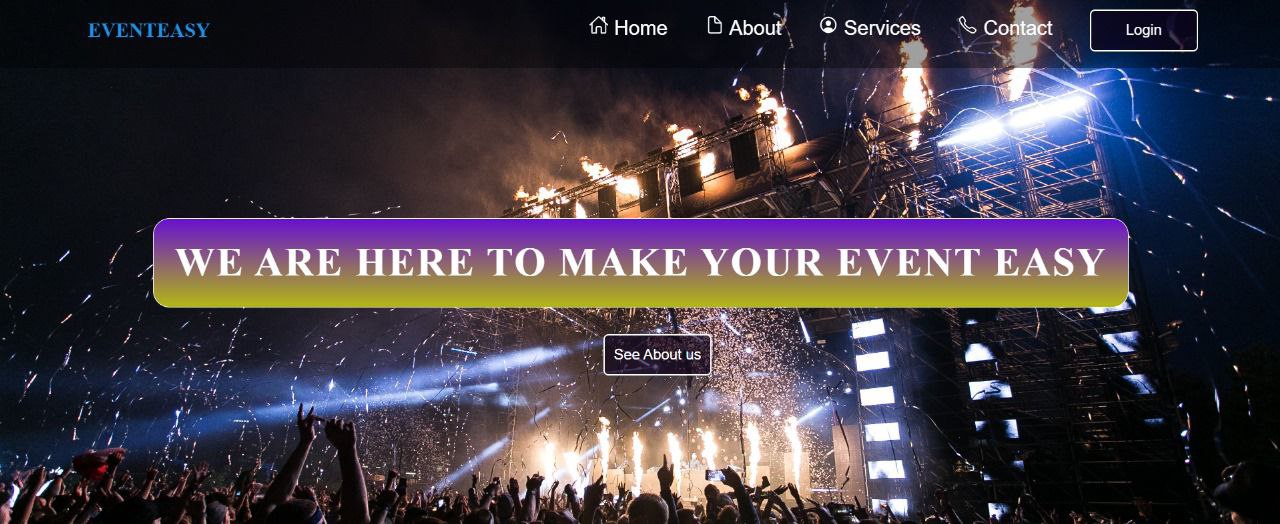 EVENTEASY
Home About Services Contact Login
WE ARE HERE TO MAKE YOUR EVENT EASY
See About us